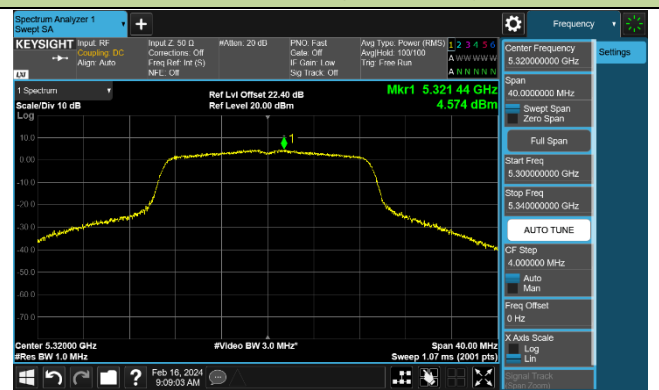 Spectrum Analyzer 1
Swept SA
+
Frequency
KEYSIGHT
Input: RF
Coupling: DC
Align: Auto
Input Z: 50 Ω
Corrections: Off
Freq Ref: Int (S)
NFE: Off
#Atten: 20 dB
PNO: Fast
Gate: Off
IF Gain: Low
Sig Track: Off
Avg Type: Power (RMS)
Avg|Hold: 100/100
Trig: Free Run
1 2 3 4 5 6
A W W W W W
A N N N N N
LXI
1 Spectrum
Scale/Div 10 dB
Log
Ref Lvl Offset 22.40 dB
Ref Level 20.00 dBm
Mkr1 5.321 44 GHz
4.574 dBm
1
10.0
0.00
-10.0
-20.0
-30.0
-40.0
-50.0
-60.0
-70.0
Center 5.32000 GHz
#Res BW 1.0 MHz
#Video BW 3.0 MHz*
Span 40.00 MHz
Sweep 1.07 ms (2001 pts)
Center Frequency
5.320000000 GHz
Settings
Span
40.0000000 MHz
Swept Span
Zero Span
Full Span
Start Freq
5.300000000 GHz
Stop Freq
5.340000000 GHz
AUTO TUNE
CF Step
4.000000 MHz
Auto
Man
Freq Offset
0 Hz
X Axis Scale
Log
Lin
Signal Track
(Span Zoom)
?
Feb 16, 2024
9:09:03 AM